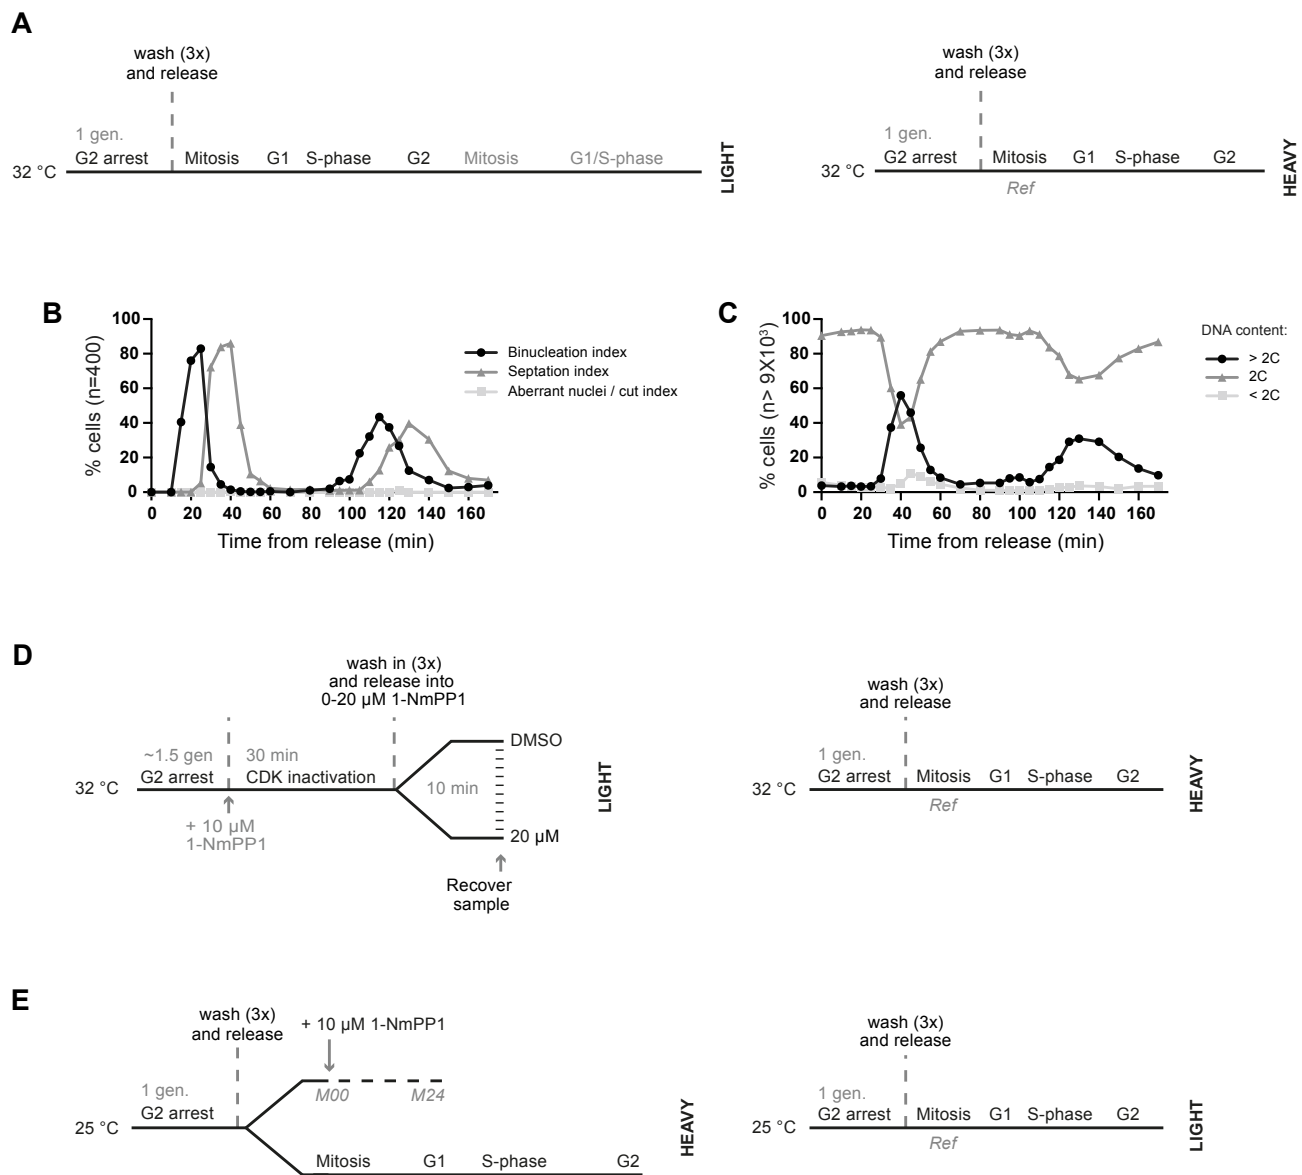 A
wash (3x)
and release
1 gen.
G2 arrest
Mitosis
G1
S-phase
G2
Mitosis
G1/S-phase
32 °C
LIGHT
wash (3x)
and release
1 gen.
G2 arrest
Mitosis
G1
S-phase
G2
32 °C
Ref
HEAVY
B
% cells (n=400)
100
80
60
40
20
0
0 20 40 60 80 100 120 140 160
Time from release (min)
Binucleation index
Septation index
Aberrant nuclei / cut index
C
% cells (n> 9X10³)
100
80
60
40
20
0
0 20 40 60 80 100 120 140 160
Time from release (min)
DNA content:
> 2C
2C
< 2C
D
wash in (3x)
and release into
0-20 µM 1-NmPP1
~1.5 gen
G2 arrest
30 min
CDK inactivation
32 °C
+ 10 µM
1-NmPP1
10 min
DMSO
20 µM
Recover
sample
LIGHT
wash (3x)
and release
1 gen.
G2 arrest
Mitosis
G1
S-phase
G2
32 °C
Ref
HEAVY
E
wash (3x)
and release
+ 10 µM 1-NmPP1
1 gen.
G2 arrest
25 °C
M00
M24
Mitosis
G1
S-phase
G2
HEAVY
wash (3x)
and release
1 gen.
G2 arrest
Mitosis
G1
S-phase
G2
25 °C
Ref
LIGHT